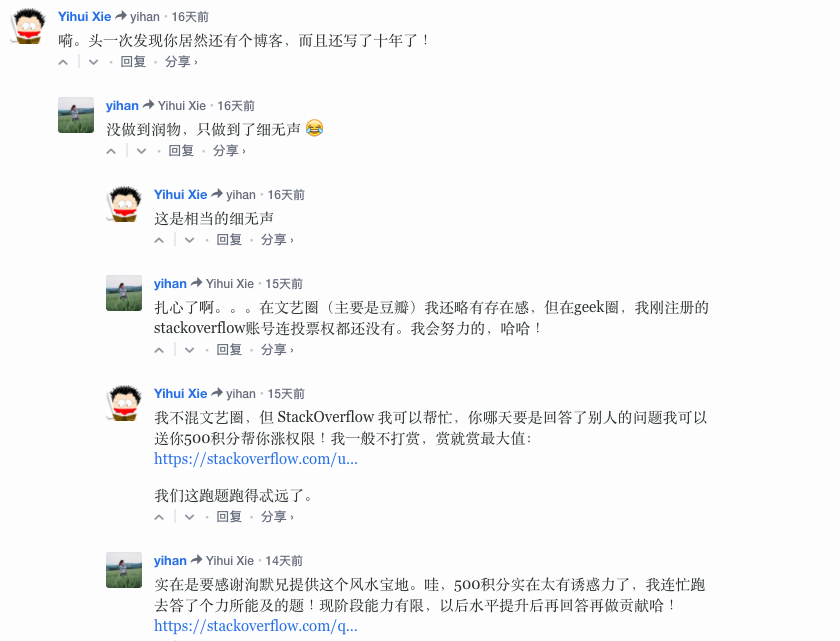 Yihui Xie yihan • 16天前
嗬。头一次发现你居然还有个博客，而且还写了十年了！
• 回复 • 分享 ›
yihan Yihui Xie • 16天前
没做到润物，只做到了细无声 😂
• 回复 • 分享 ›
Yihui Xie yihan • 16天前
这是相当的细无声
• 回复 • 分享 ›
yihan Yihui Xie • 15天前
扎心了啊。。。在文艺圈（主要是豆瓣）我还略有存在感，但在geek圈，我刚注册的
stackoverflow账号连投票权都还没有。我会努力的，哈哈！
• 回复 • 分享 ›
Yihui Xie yihan • 15天前
我不混文艺圈，但 StackOverflow 我可以帮忙，你哪天要是回答了别人的问题我可以
送你500积分帮你涨权限！我一般不打赏，赏就赏最大值：
https://stackoverflow.com/u...
我们这跑题跑得忒远了。
• 回复 • 分享 ›
yihan Yihui Xie • 14天前
实在是要感谢洵默兄提供这个风水宝地。哇，500积分实在太有诱惑力了，我连忙跑
去答了个力所能及的题！现阶段能力有限，以后水平提升后再回答再做贡献哈！
https://stackoverflow.com/q...